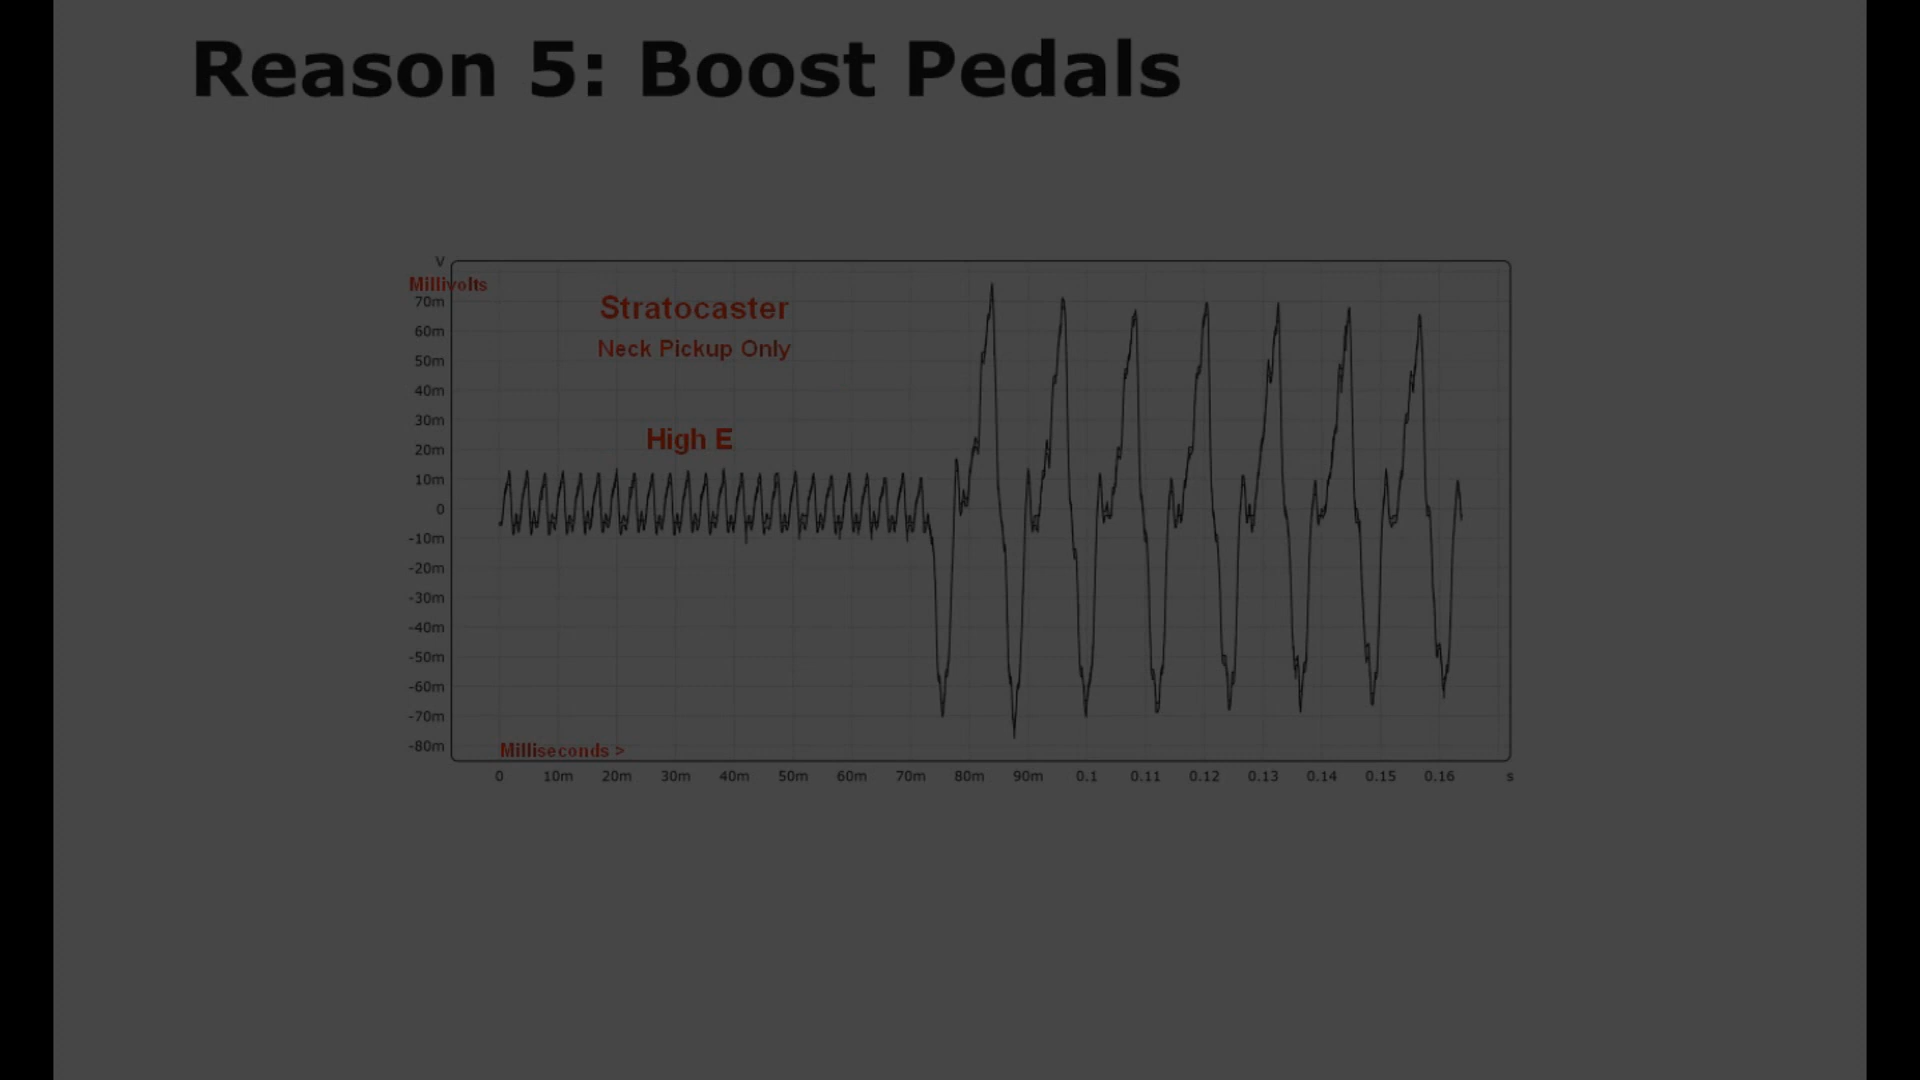 Reason 5: Boost Pedals
V
Millivolts
Stratocaster
Neck Pickup Only
High E
70m
60m
50m
40m
30m
20m
10m
0
-10m
-20m
-30m
-40m
-50m
-60m
-70m
-80m
Milliseconds >
0 10m 20m 30m 40m 50m 60m 70m 80m 90m 0.1 0.11 0.12 0.13 0.14 0.15 0.16 s